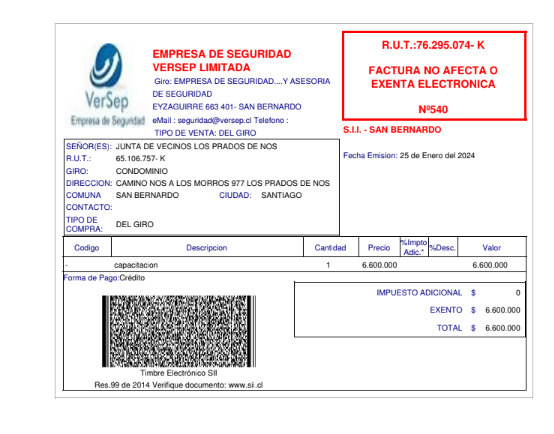 VerSep
Empresa de Seguridad
EMPRESA DE SEGURIDAD
VERSEP LIMITADA
Giro: EMPRESA DE SEGURIDAD....Y ASESORIA
DE SEGURIDAD
EYZAGUIRRE 663 401- SAN BERNARDO
eMail : seguridad@versep.cl Telefono :
TIPO DE VENTA: DEL GIRO
R.U.T.:76.295.074- K
FACTURA NO AFECTA O
EXENTA ELECTRONICA
Nº540
S.I.I. - SAN BERNARDO
Fecha Emision: 25 de Enero del 2024
SEÑOR(ES): JUNTA DE VECINOS LOS PRADOS DE NOS
R.U.T.: 65.106.757- K
GIRO: CONDOMINIO
DIRECCION: CAMINO NOS A LOS MORROS 977 LOS PRADOS DE NOS
COMUNA SAN BERNARDO CIUDAD: SANTIAGO
CONTACTO:
TIPO DE
COMPRA: DEL GIRO
Codigo Descripcion Cantidad Precio %Impto Adic.* %Desc. Valor
- capacitacion 1 6.600.000 6.600.000
Forma de Pago:Crédito
IMPUESTO ADICIONAL $ 0
EXENTO $ 6.600.000
TOTAL $ 6.600.000
Timbre Electrónico SII
Res.99 de 2014 Verifique documento: www.sii.cl